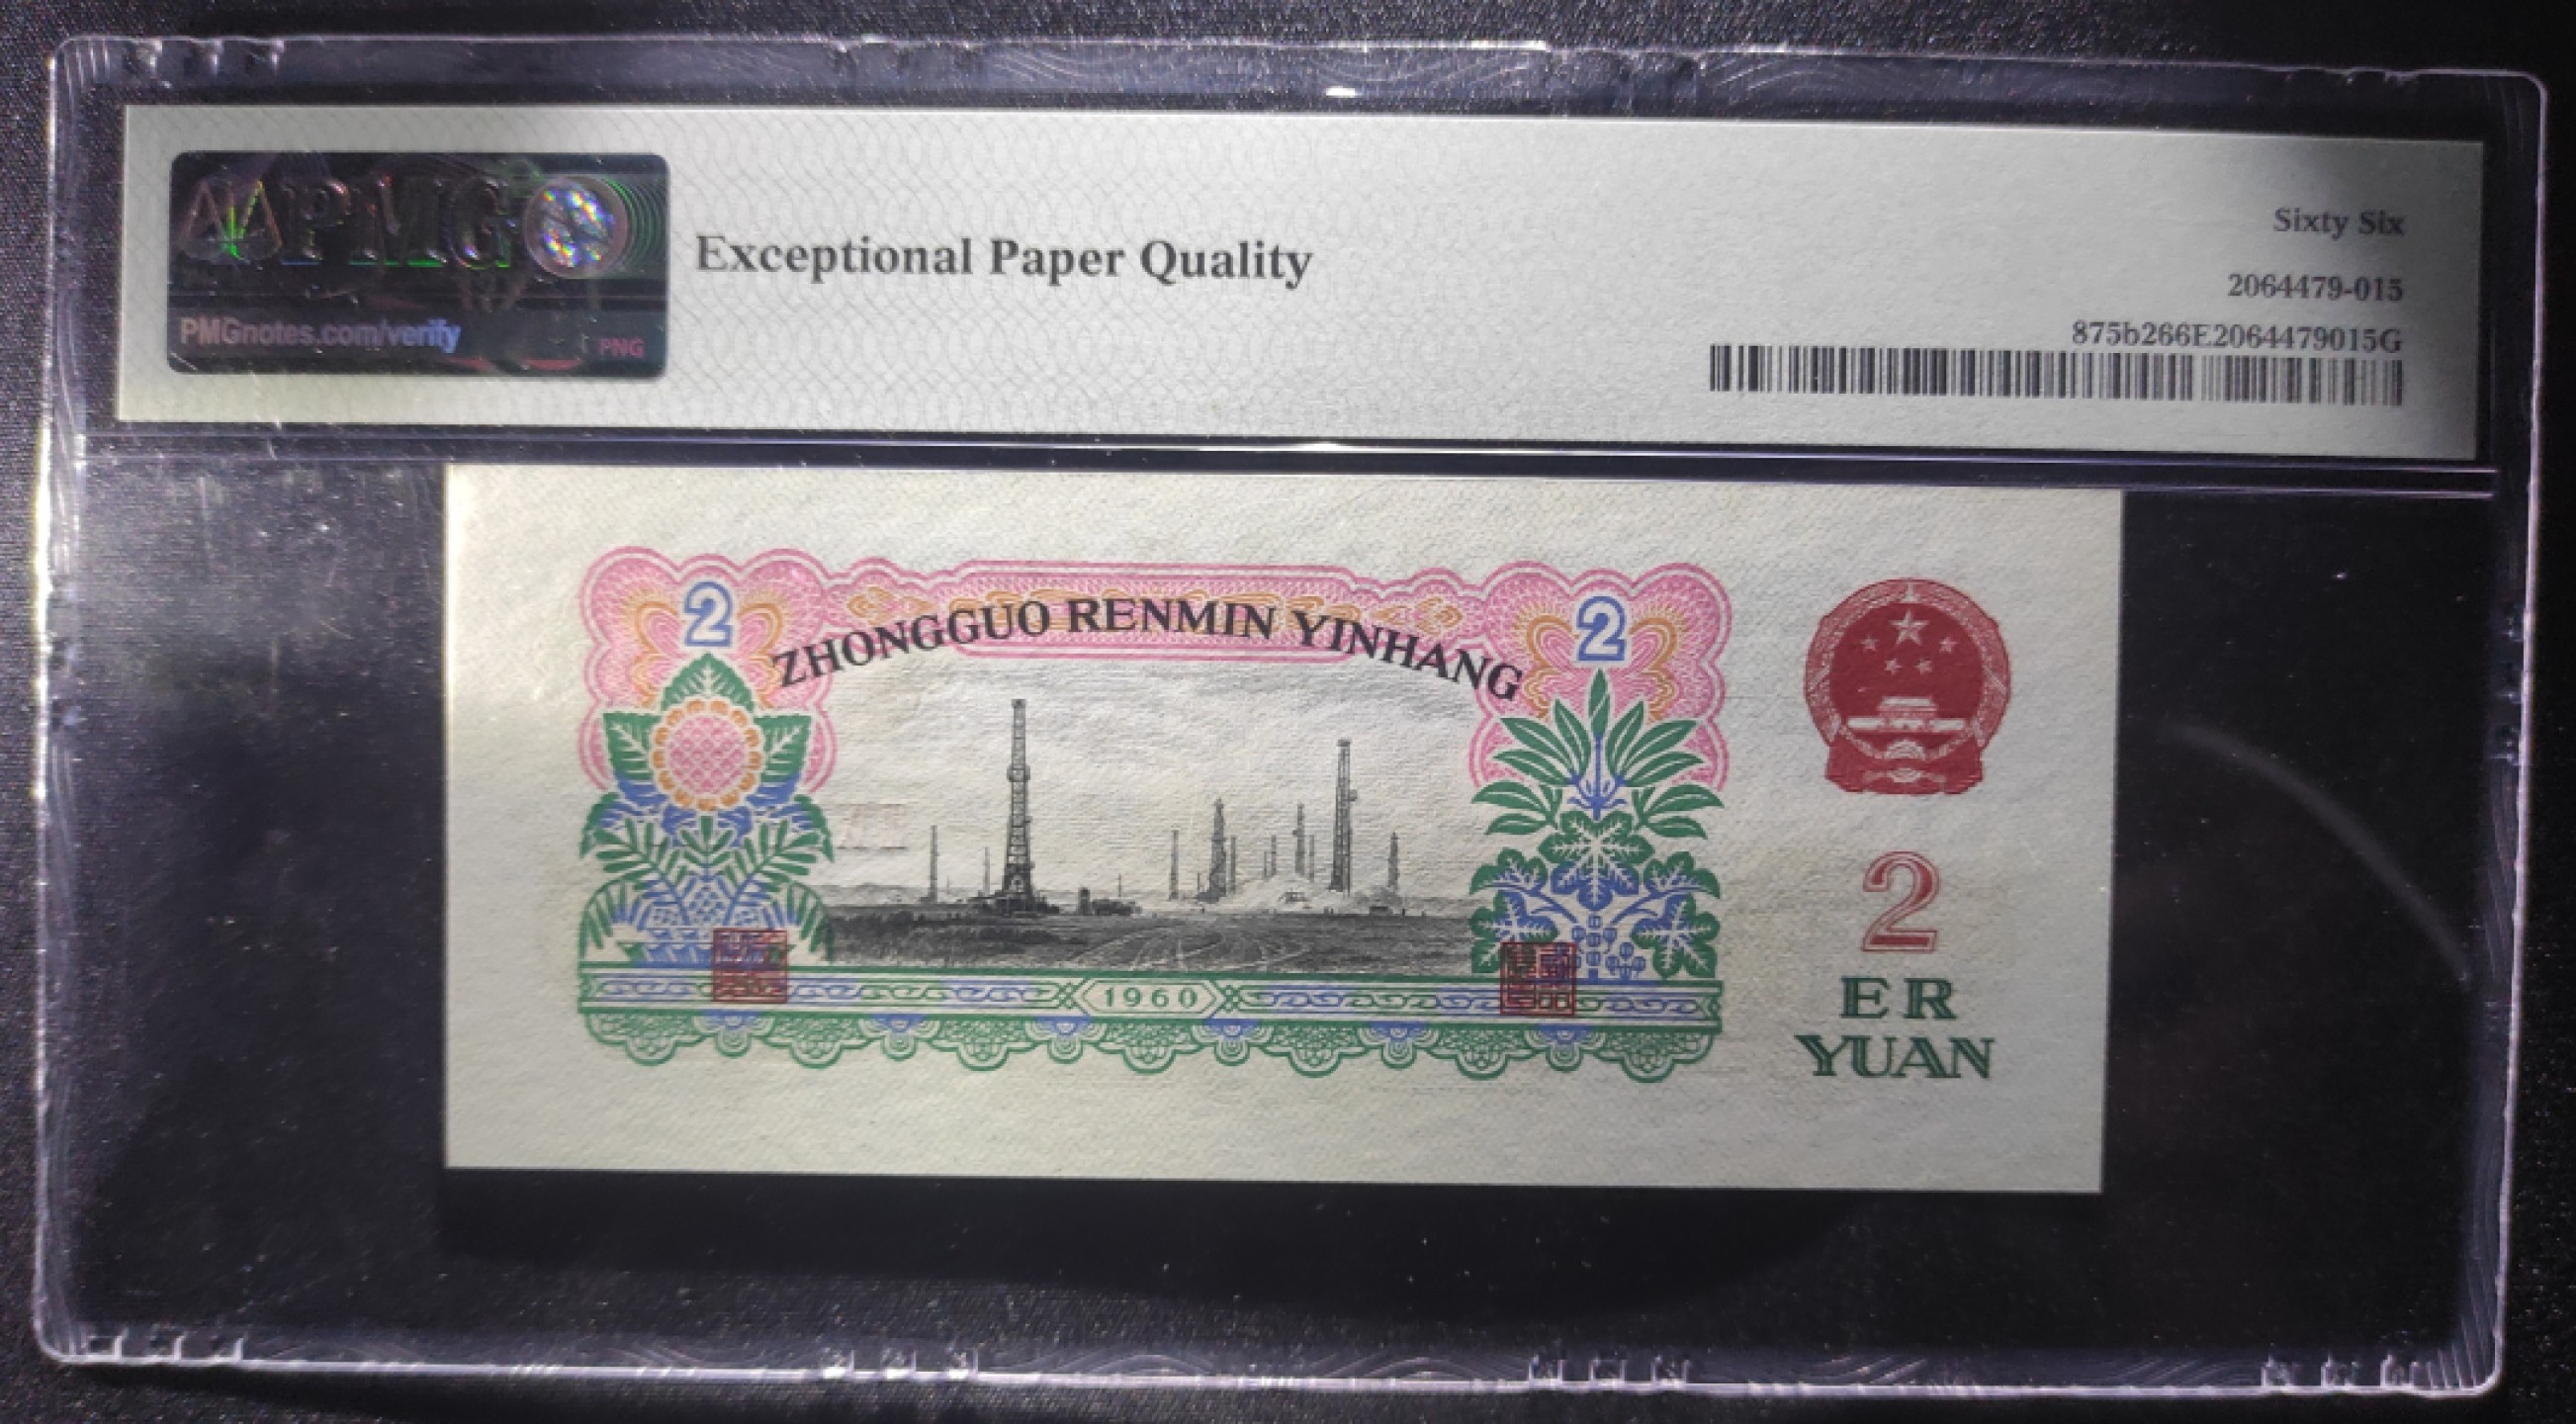 PMG
PMGnotes.com/verify
PNG
Exceptional Paper Quality
Sixty Six
2064479-015
875b266E2064479015G
2
2
ZHONGGUO RENMIN YINHANG
1960
2
ER
YUAN